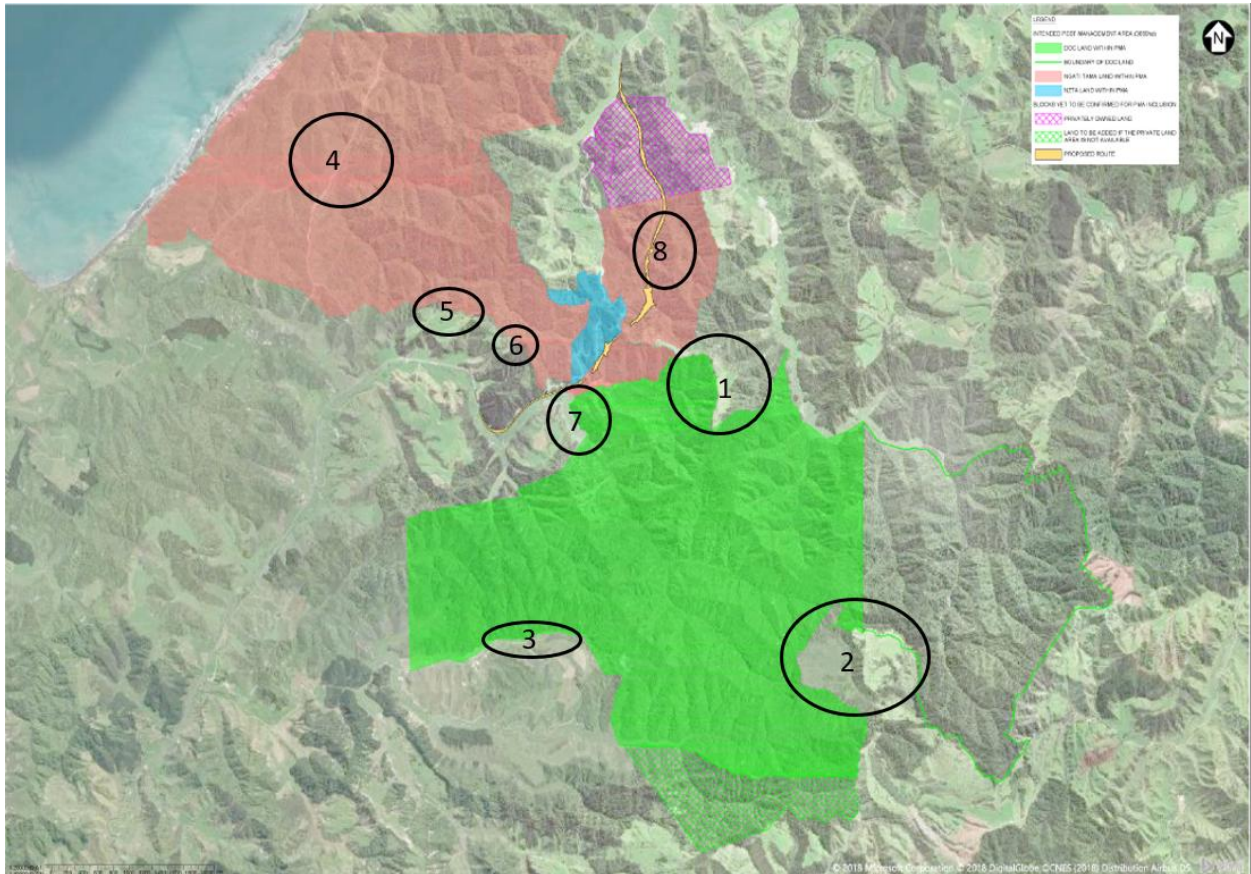 LEGEND
INTENDED PEST MANAGEMENT AREA
DOC LAND WITHIN PMA
BOUNDARY OF DOC LAND
NGATI TAMA LAND WITHIN PMA
NZTA LAND WITHIN PMA
BLOCKS YET TO BE CONFIRMED FOR PMA INCLUSION
PRIVATELY OWNED LAND
LAND TO BE ADDED IF THE PRIVATE LAND
AREA IS NOT AVAILABLE
PROPOSED ROUTE
N
4
8
5
6
1
7
3
2
© 2018 Microsoft Corporation © 2018 DigitalGlobe ©CNES (2018) Distribution Airbus DS